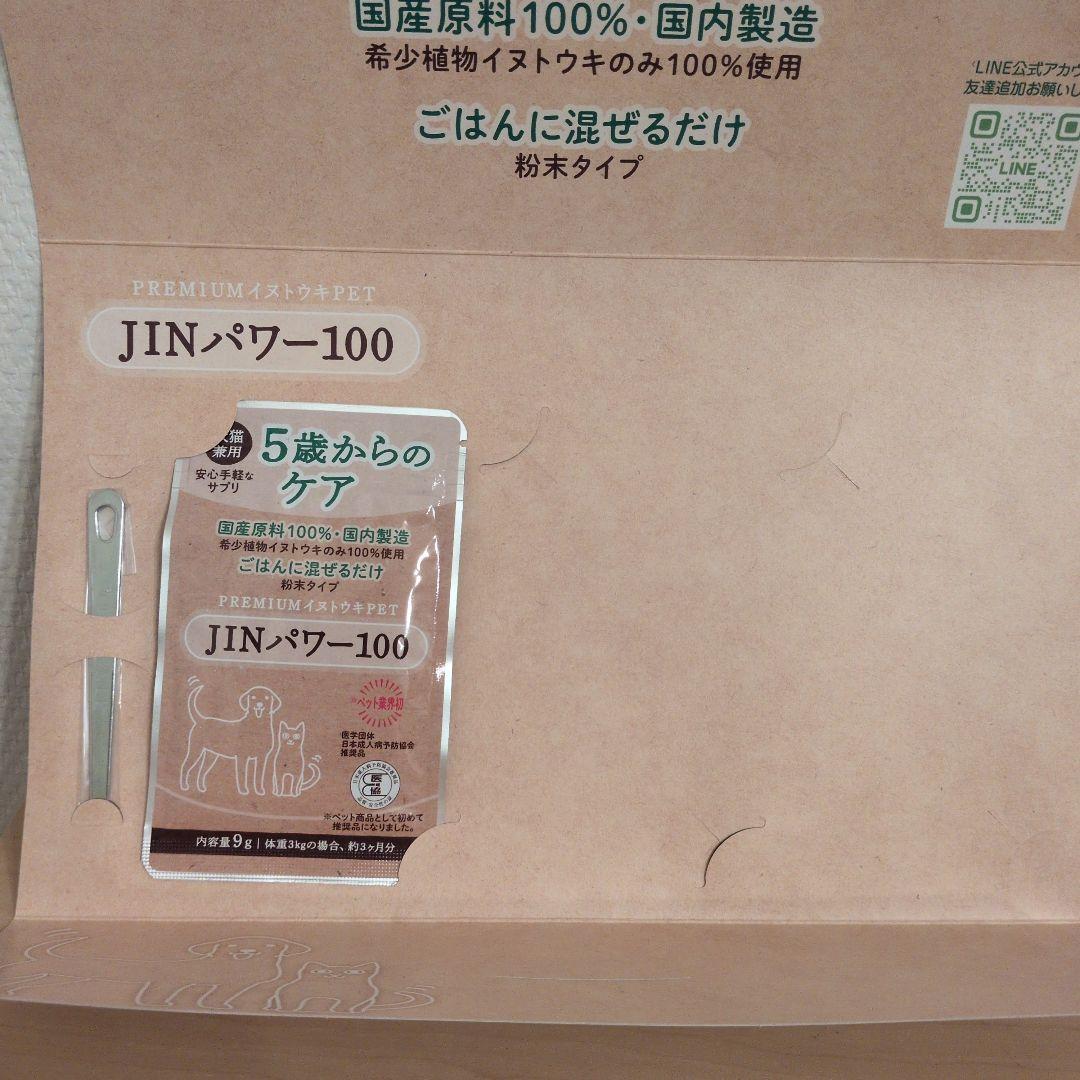 国産原料100%・国内製造
希少植物イヌトウキのみ100%使用
ごはんに混ぜるだけ
粉末タイプ
LINE公式アカウ
友達追加お願いし
LINE
PREMIUMイヌトウキPET
JINパワー100
犬猫
兼用
5歳からの
ケア
安心手軽な
サプリ
国産原料100%・国内製造
希少植物イヌトウキのみ100%使用
ごはんに混ぜるだけ
粉末タイプ
PREMIUMイヌトウキPET
JINパワー100
※ペット業界初
医学団体
日本成人病予防協会
推奨品
※ペット商品として初めて
推奨品になりました。
内容量9g|体重3kgの場合、約3ヶ月分